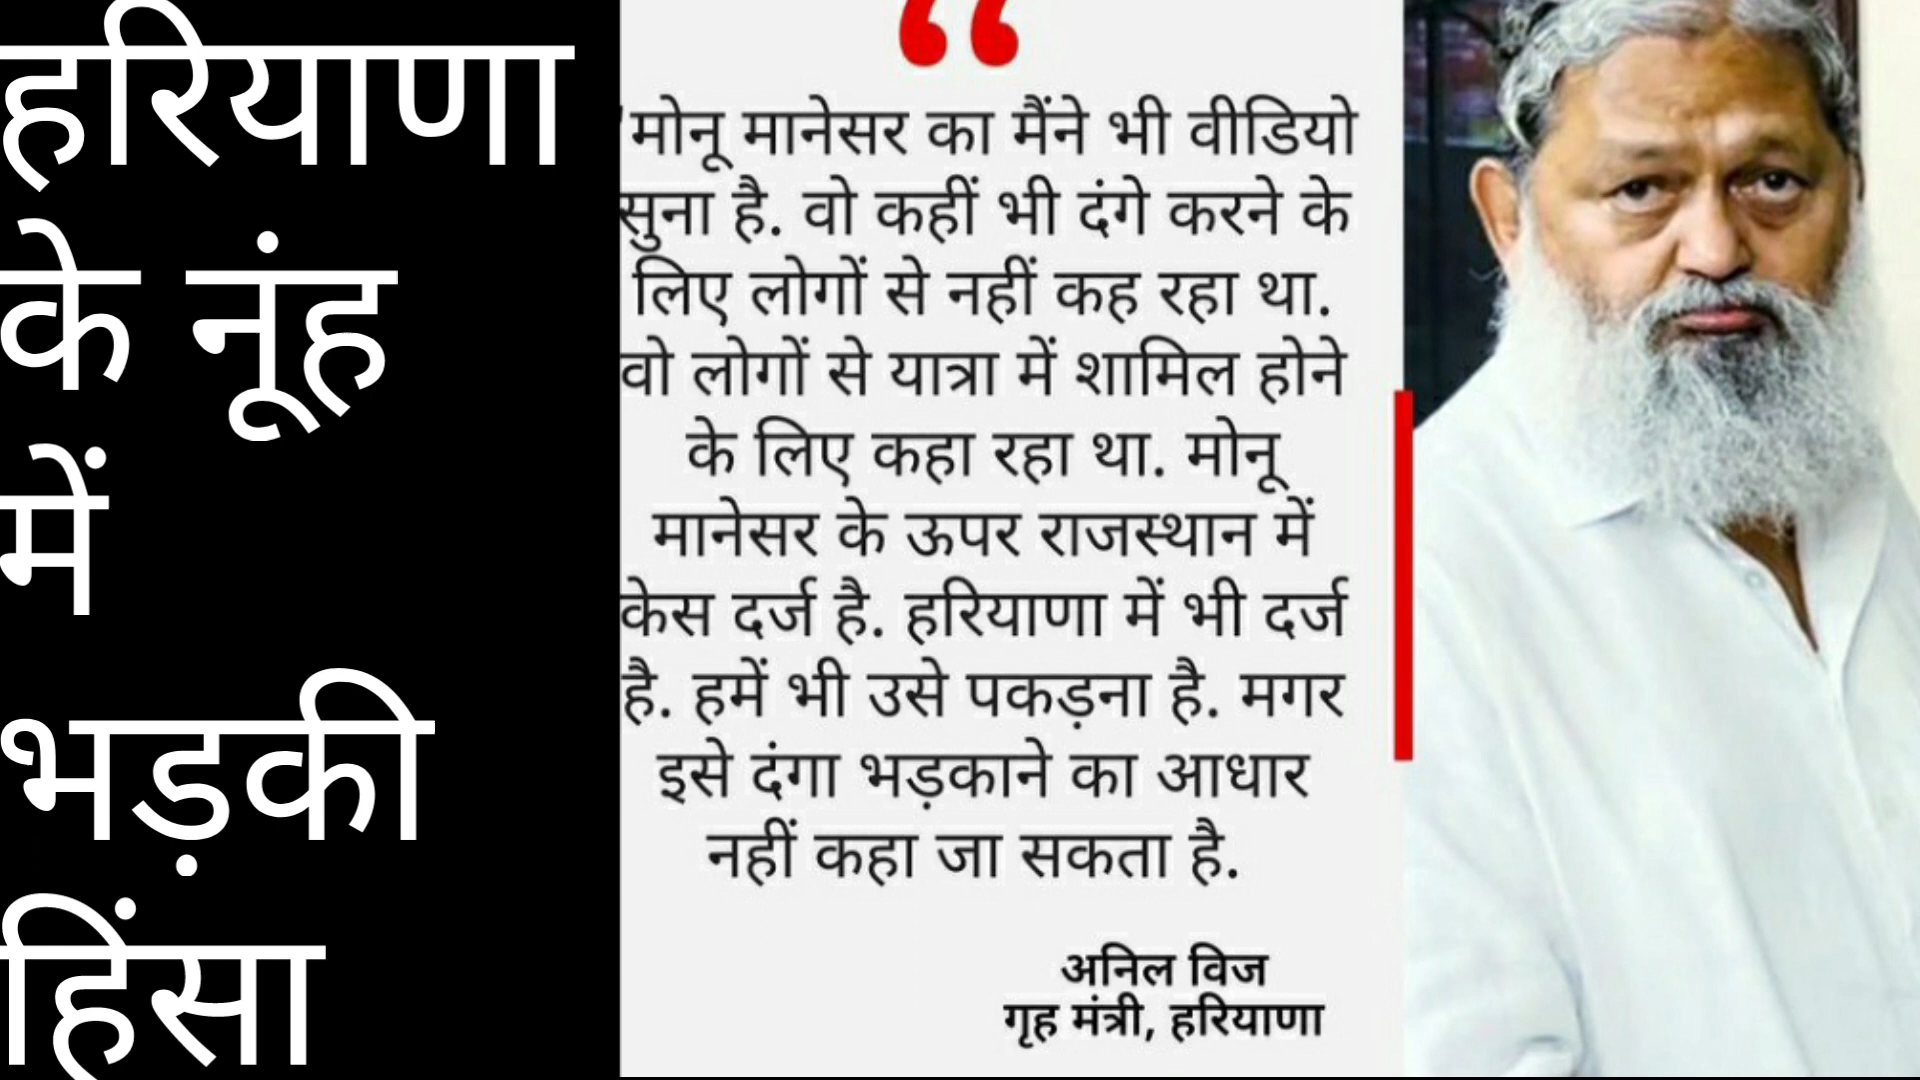 हरियाणा
के नूंह
में
भड़की
हिंसा
“
'मोनू मानेसर का मैंने भी वीडियो
सुना है. वो कहीं भी दंगे करने के
लिए लोगों से नहीं कह रहा था.
वो लोगों से यात्रा में शामिल होने
के लिए कहा रहा था. मोनू
मानेसर के ऊपर राजस्थान में
केस दर्ज है. हरियाणा में भी दर्ज
है. हमें भी उसे पकड़ना है. मगर
इसे दंगा भड़काने का आधार
नहीं कहा जा सकता है.
अनिल विज
गृह मंत्री, हरियाणा